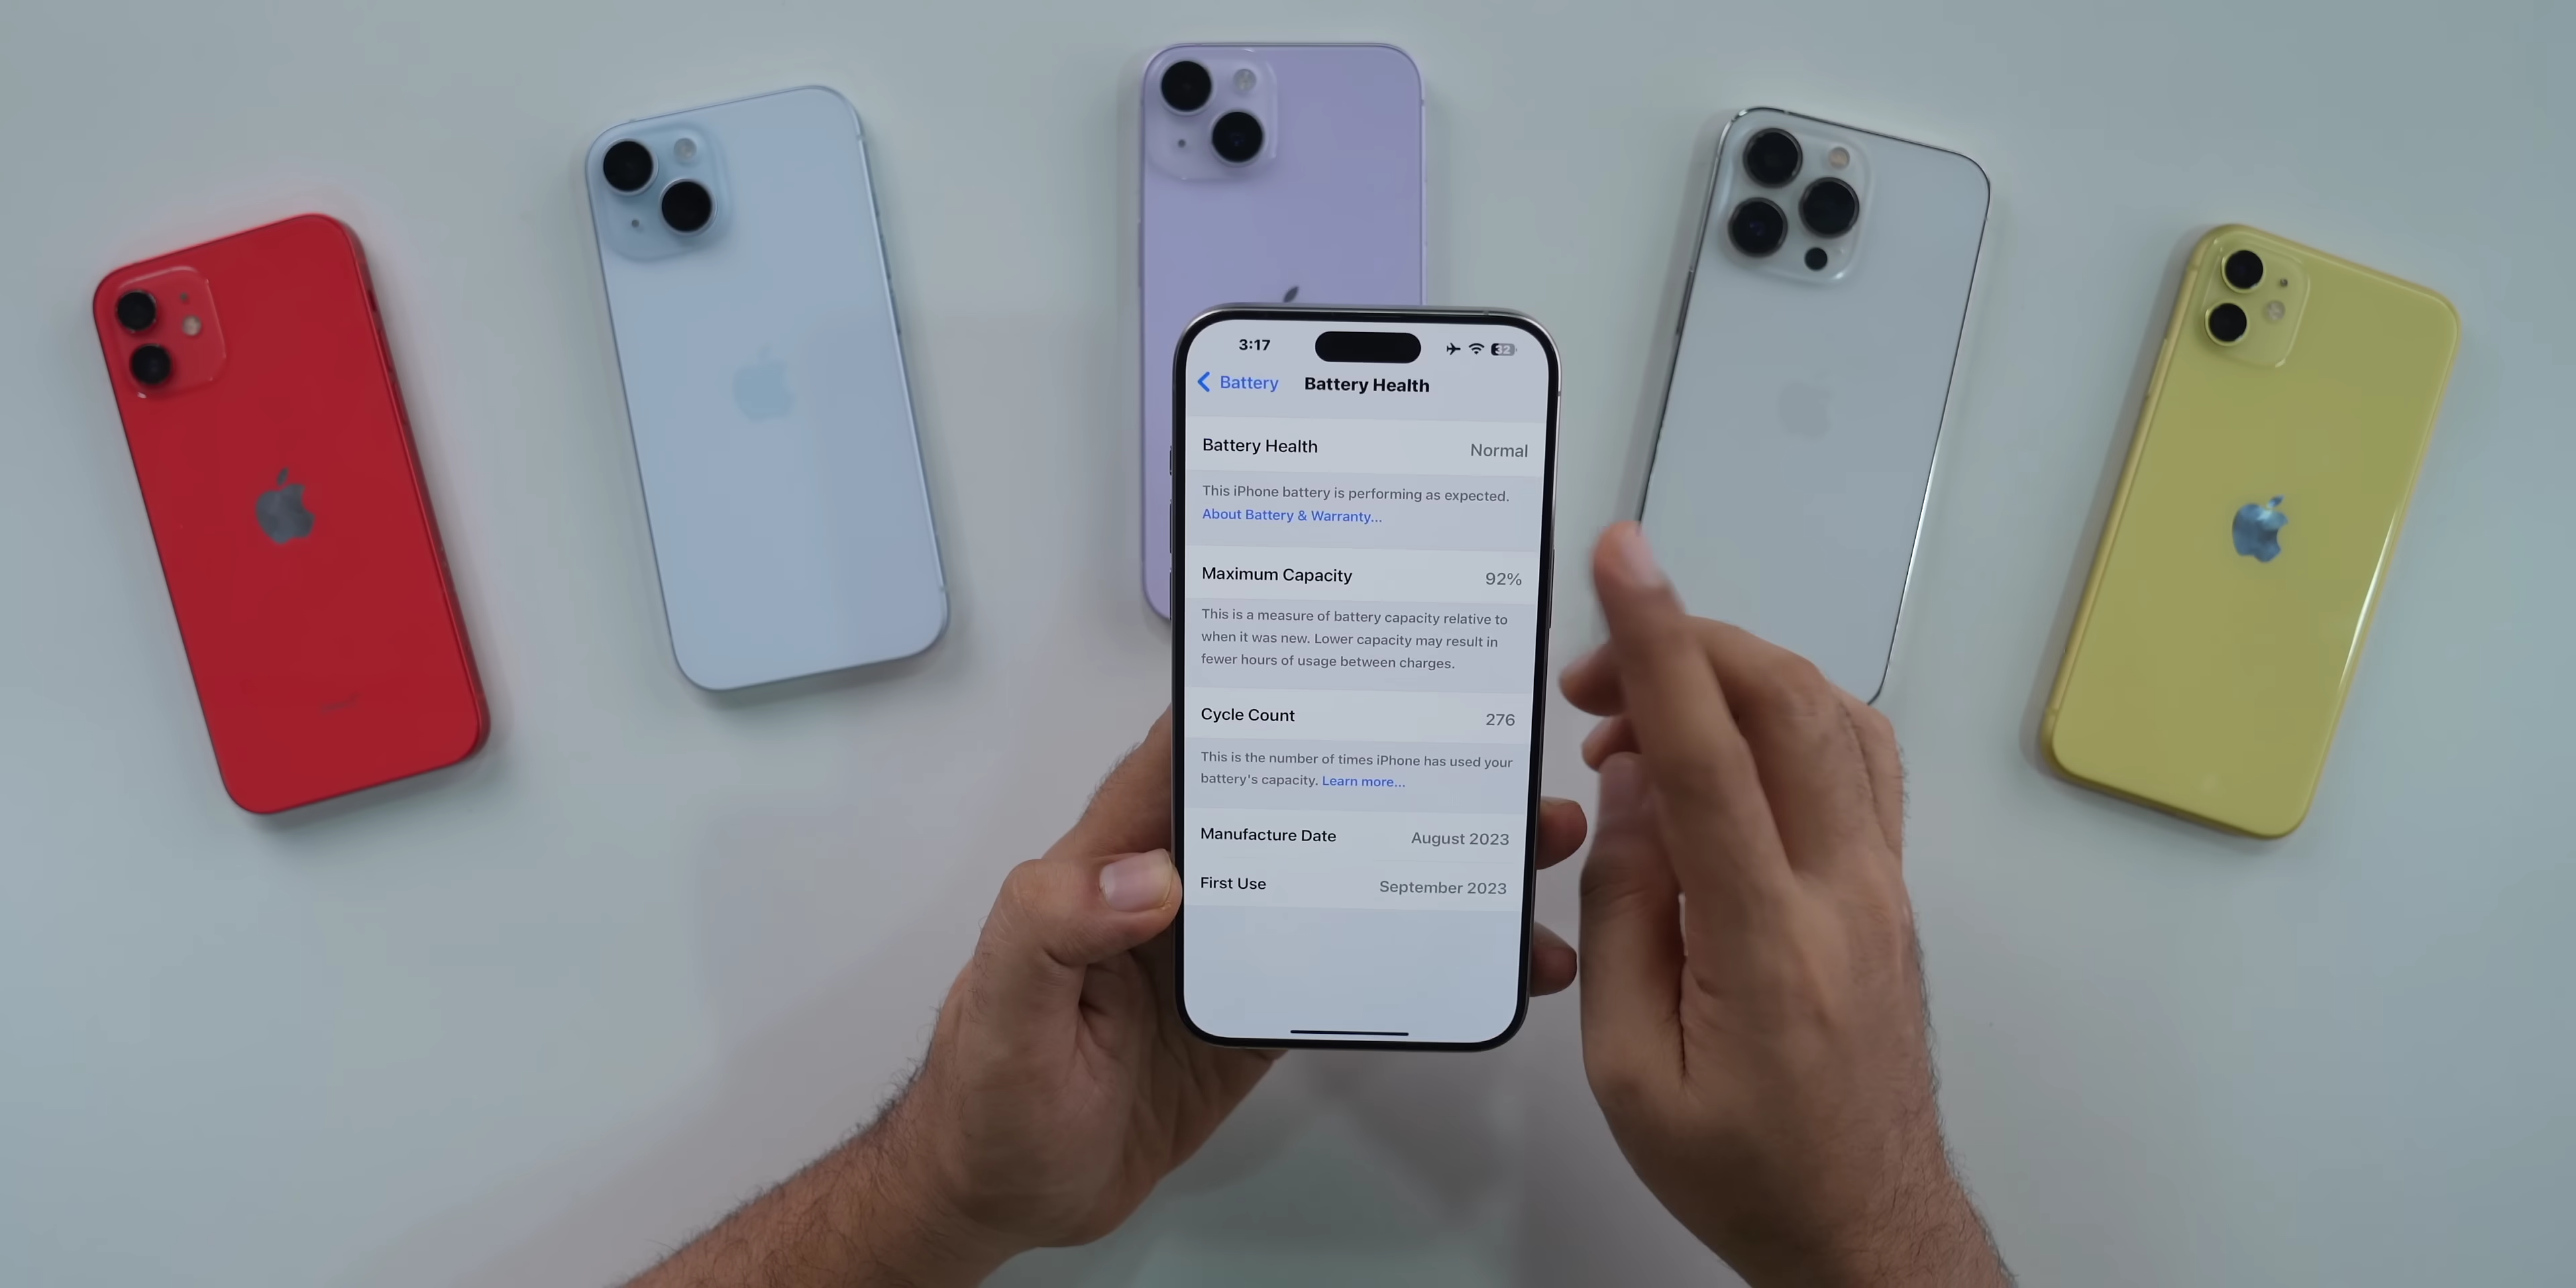 3:17
32
Battery
Battery Health
Battery Health
Normal
This iPhone battery is performing as expected.
About Battery & Warranty...
Maximum Capacity
92%
This is a measure of battery capacity relative to
when it was new. Lower capacity may result in
fewer hours of usage between charges.
Cycle Count
276
This is the number of times iPhone has used your
battery's capacity. Learn more...
Manufacture Date
August 2023
First Use
September 2023